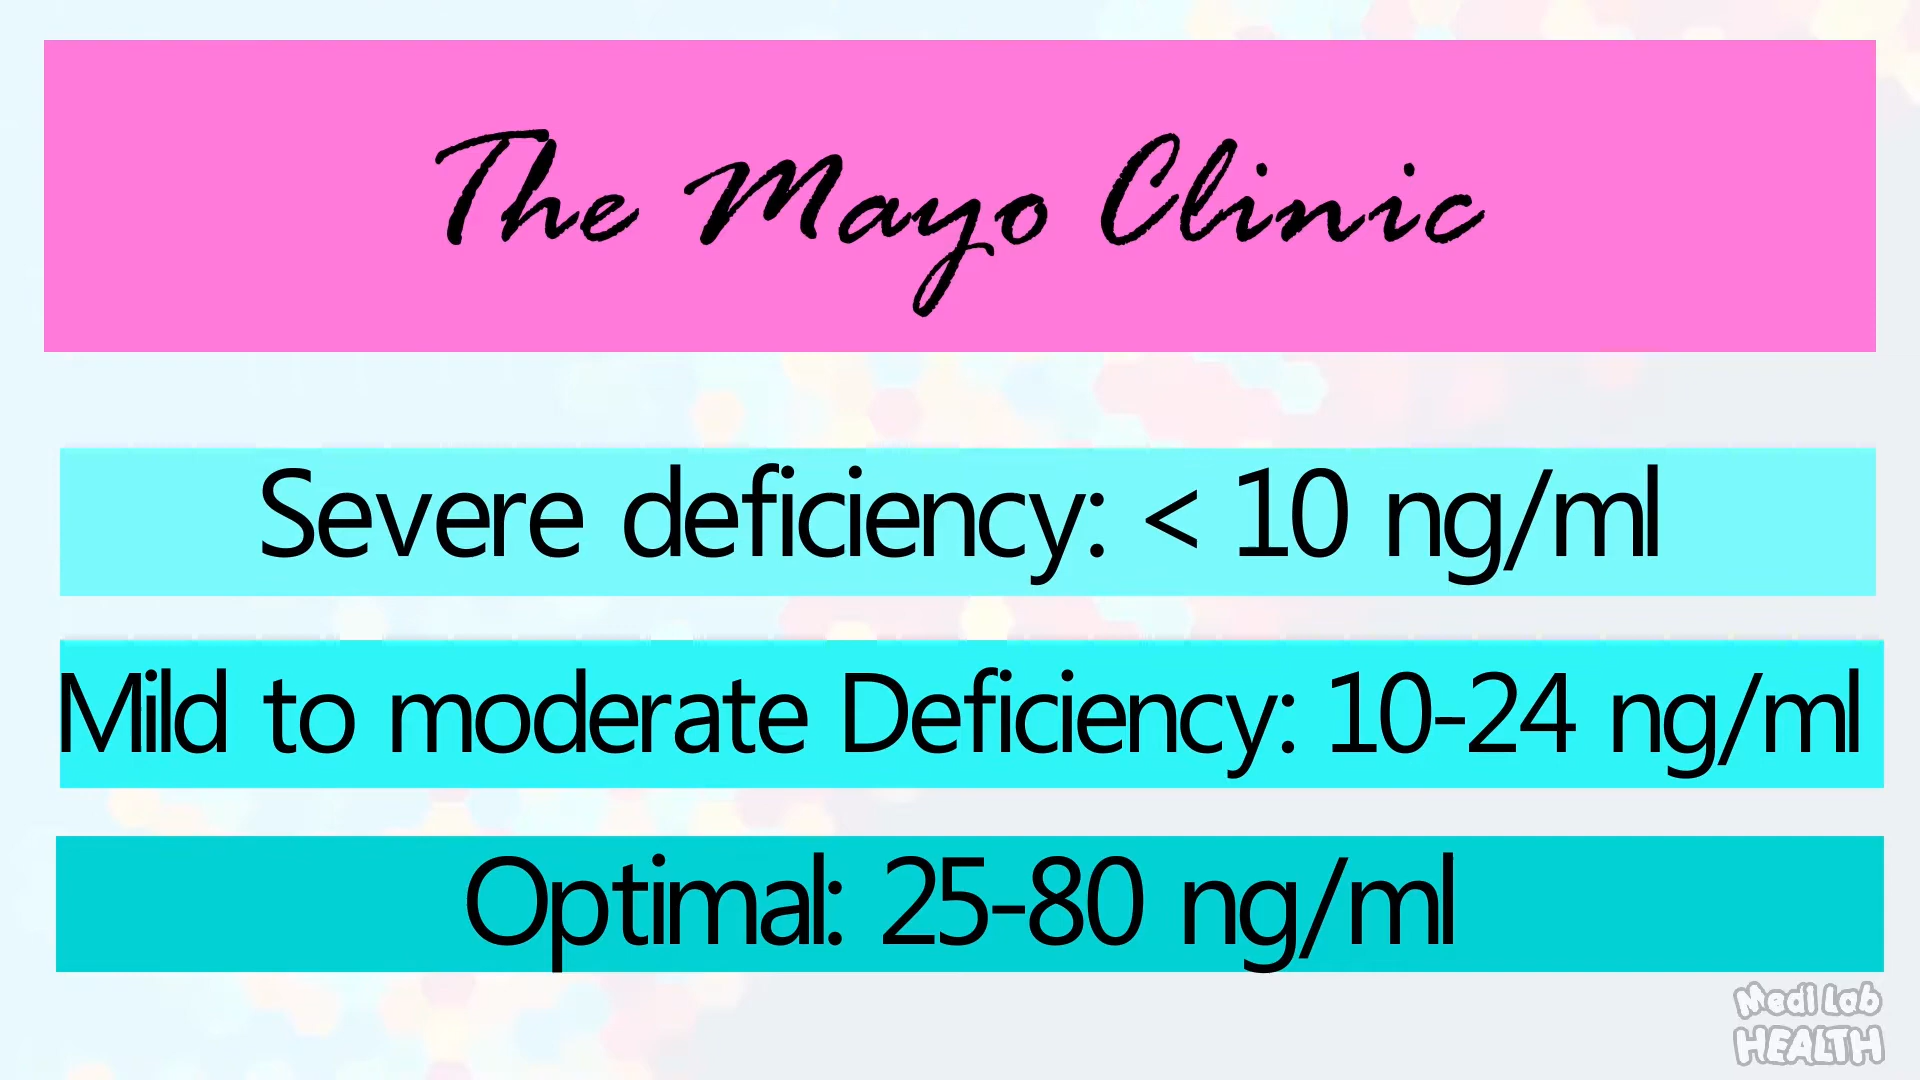 The Mayo Clinic
Severe deficiency: < 10 ng/ml
Mild to moderate Deficiency: 10-24 ng/ml
Optimal: 25-80 ng/ml
Medi Lab
HEALTH